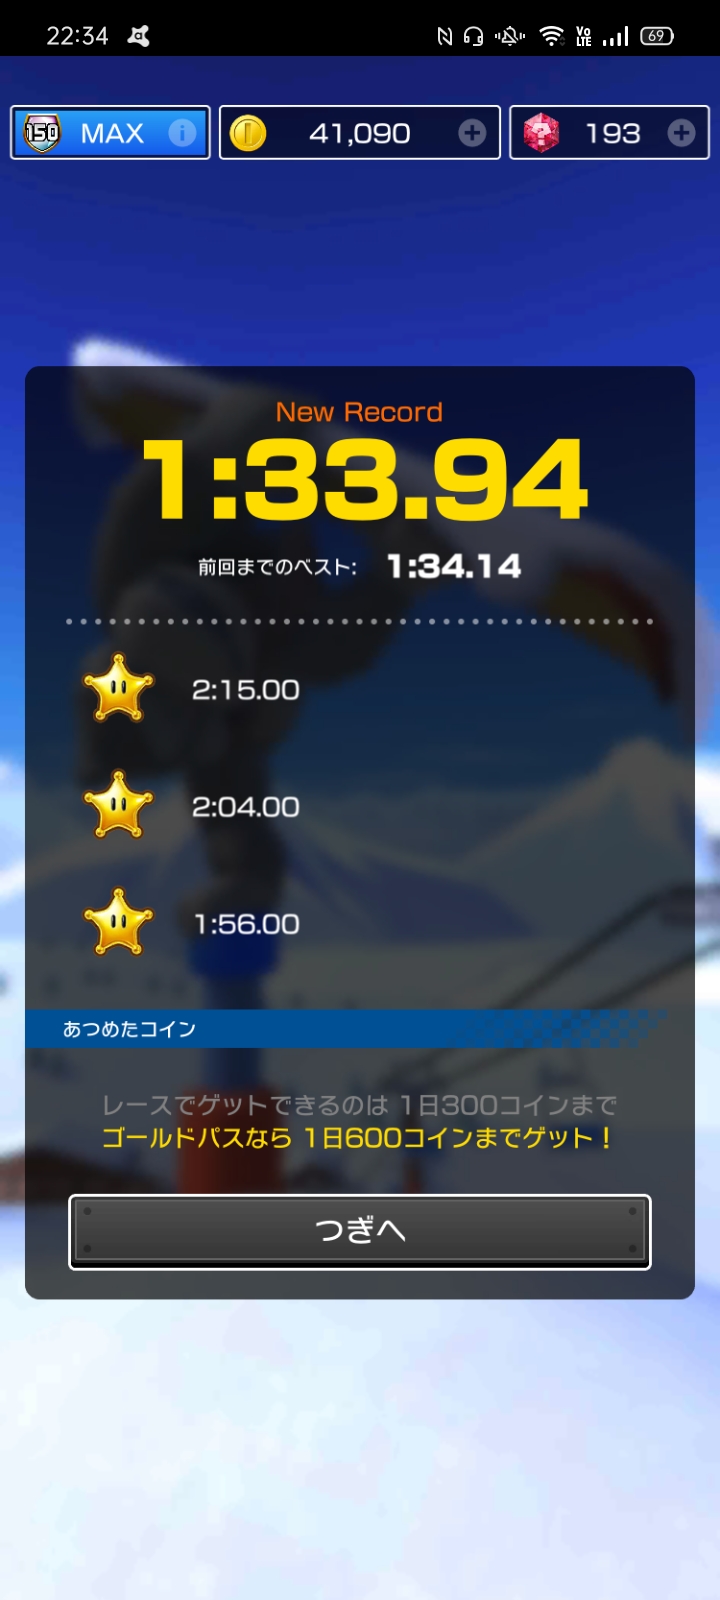 22:34 69
150 MAX 41,090 193
New Record
1:33.94
前回までのベスト: 1:34.14
2:15.00
2:04.00
1:56.00
あつめたコイン
レースでゲットできるのは 1日300コインまで
ゴールドパスなら 1日600コインまでゲット！
つぎへ